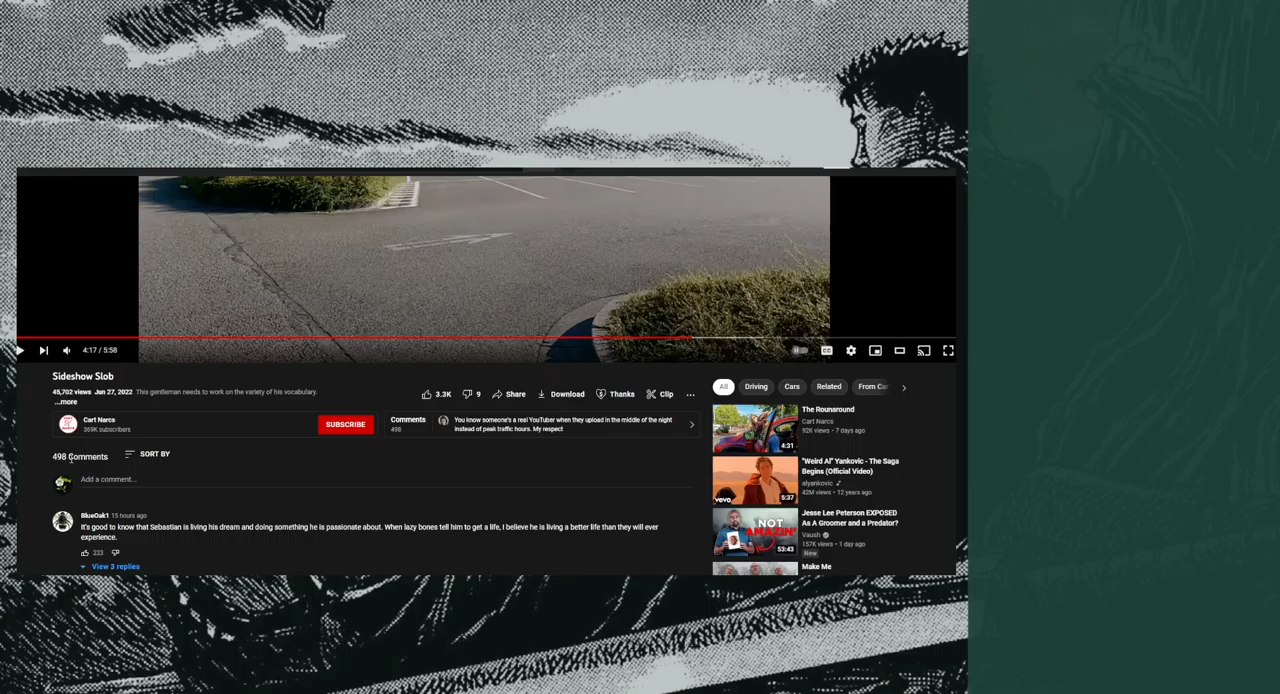 4:17 / 5:58
CC
Sideshow Slob
45,702 views Jun 27, 2022 This gentleman needs to work on the variety of his vocabulary.
...more
3.3K
9
Share
Download
Thanks
Clip
Cart Narcs
369K subscribers
SUBSCRIBE
Comments
498
You know someone's a real YouTuber when they upload in the middle of the night
instead of peak traffic hours. My respect
498 Comments
SORT BY
Add a comment...
BlueOak1 15 hours ago
It's good to know that Sebastian is living his dream and doing something he is passionate about. When lazy bones tell him to get a life, I believe he is living a better life than they will ever
experience.
223
View 3 replies
All
Driving
Cars
Related
From Car
4:31
The Rounaround
Cart Narcs
92K views • 7 days ago
vevo
5:37
"Weird Al" Yankovic - The Saga
Begins (Official Video)
alyankovic
42M views • 12 years ago
NOT
AMAZIN'
53:43
Jesse Lee Peterson EXPOSED
As A Groomer and a Predator?
Vaush
157K views • 1 day ago
New
Make Me